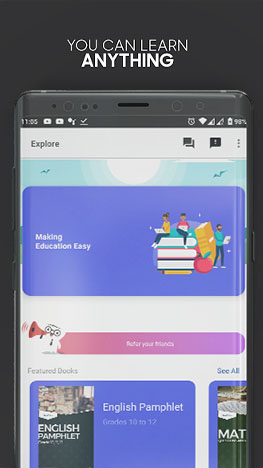 YOU CAN LEARN
ANYTHING
11:05
98%
Explore
Making
Education Easy
Refer your friends
Featured Books
See All
ENGLISH
PAMPHLET
English Pamphlet
Grades 10 to 12
MAT